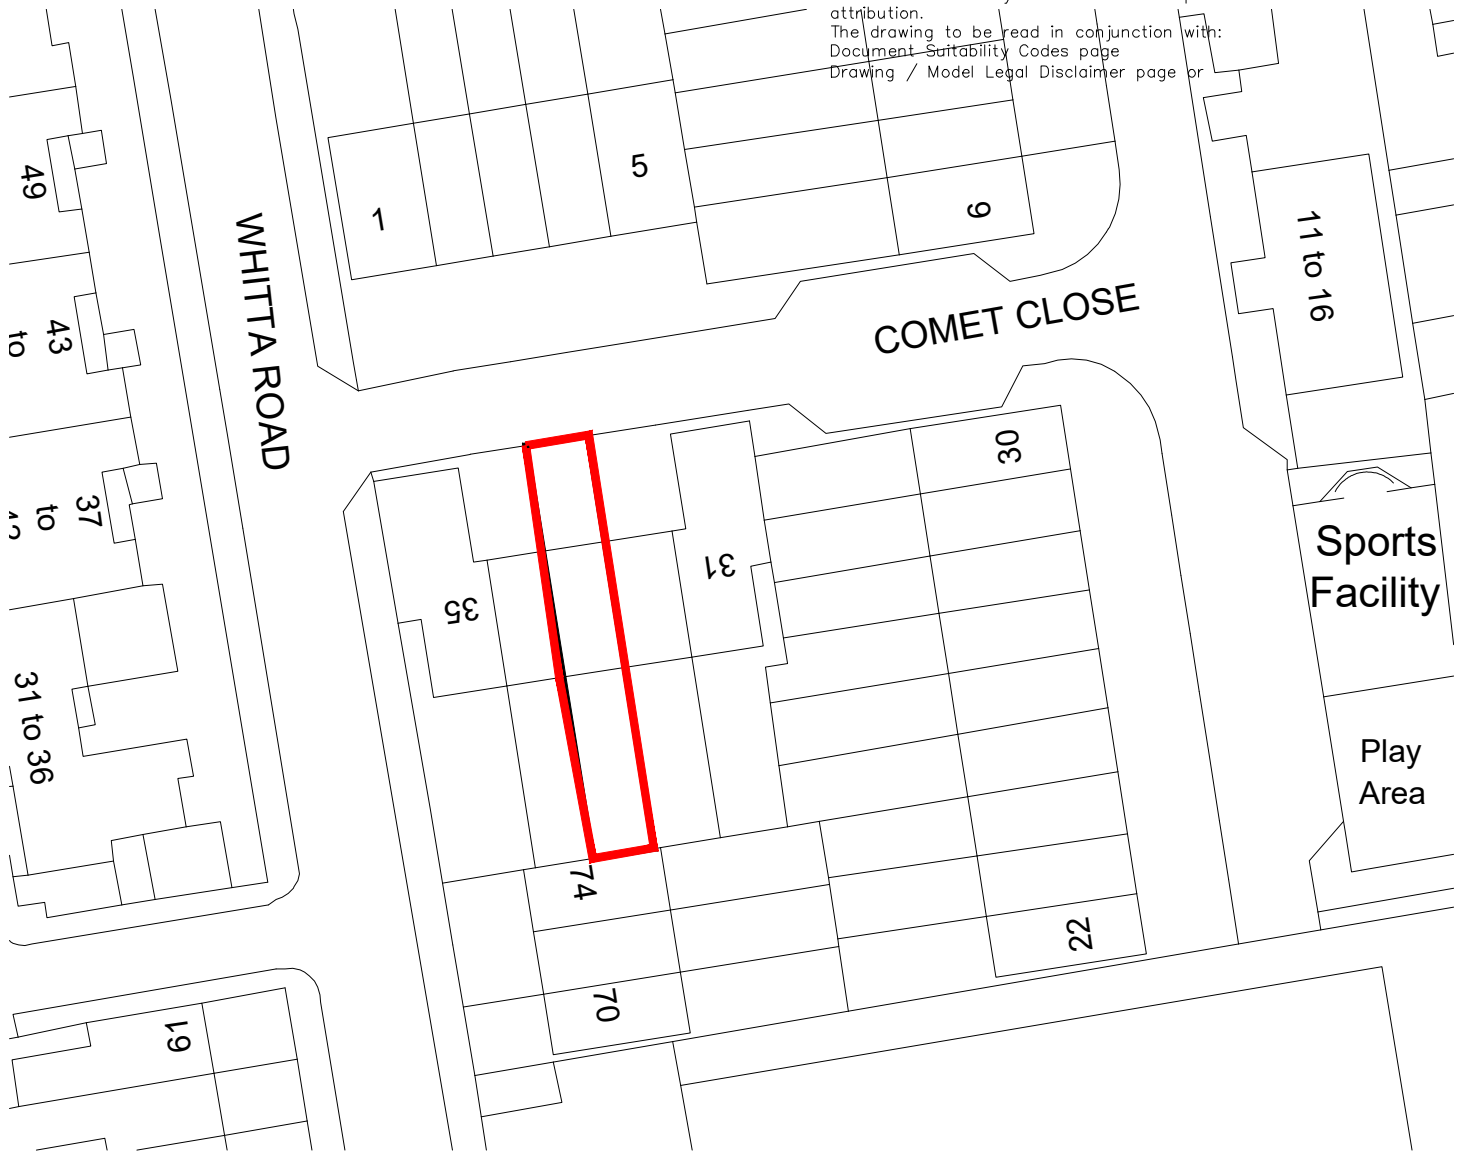 attribution.
The drawing to be read in conjunction with:
Document Suitability Codes page
Drawing / Model Legal Disclaimer page or
49
1
5
6
WHITTA ROAD
11 to 16
43
to
COMET CLOSE
30
37
to
31
35
Sports
Facility
31 to 36
Play
Area
74
22
70
61